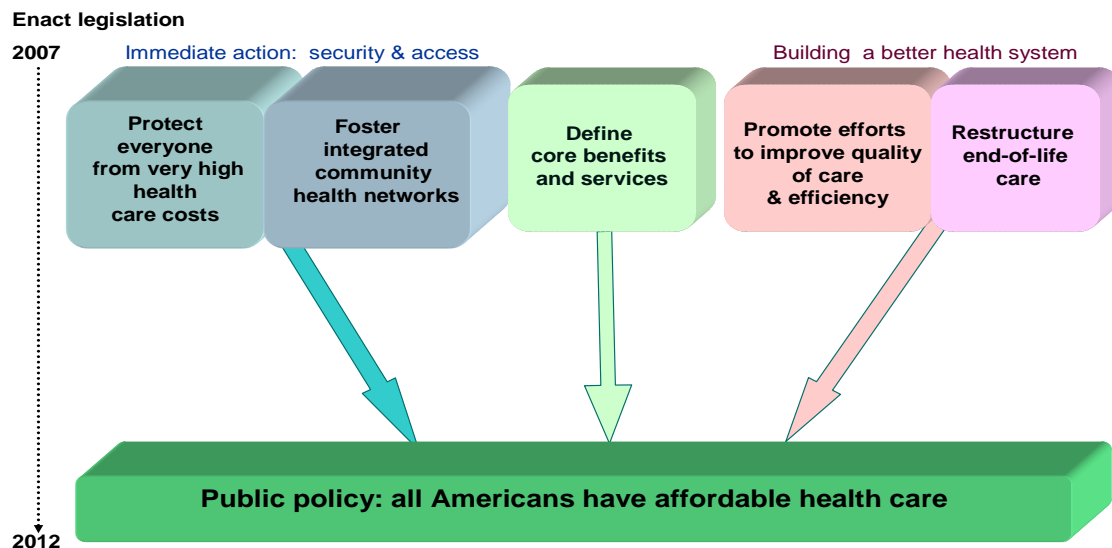 Enact legislation
2007
Immediate action: security & access
Building a better health system
Protect
everyone
from very high
health
care costs
Foster
integrated
community
health networks
Define
core benefits
and services
Promote efforts
to improve quality
of care
& efficiency
Restructure
end-of-life
care
Public policy: all Americans have affordable health care
2012